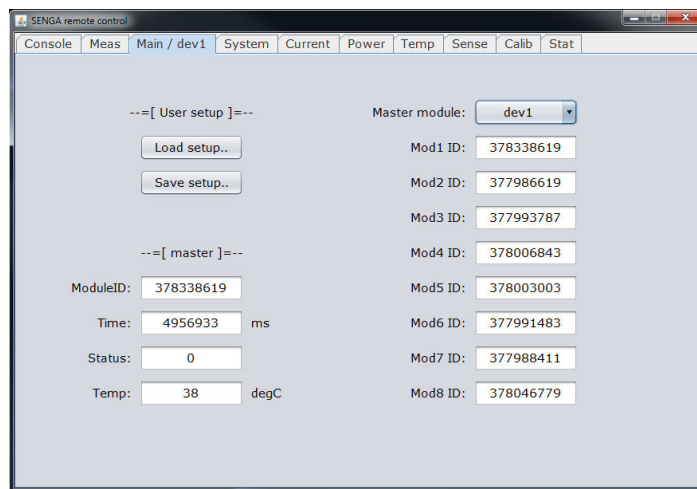 SENGA remote control
Console Meas Main / dev1 System Current Power Temp Sense Calib Stat
--=[ User setup ]=--
Load setup..
Save setup..
--=[ master ]=--
ModuleID: 378338619
Time: 4956933 ms
Status: 0
Temp: 38 degC
Master module: dev1
Mod1 ID: 378338619
Mod2 ID: 377986619
Mod3 ID: 377993787
Mod4 ID: 378006843
Mod5 ID: 378003003
Mod6 ID: 377991483
Mod7 ID: 377988411
Mod8 ID: 378046779